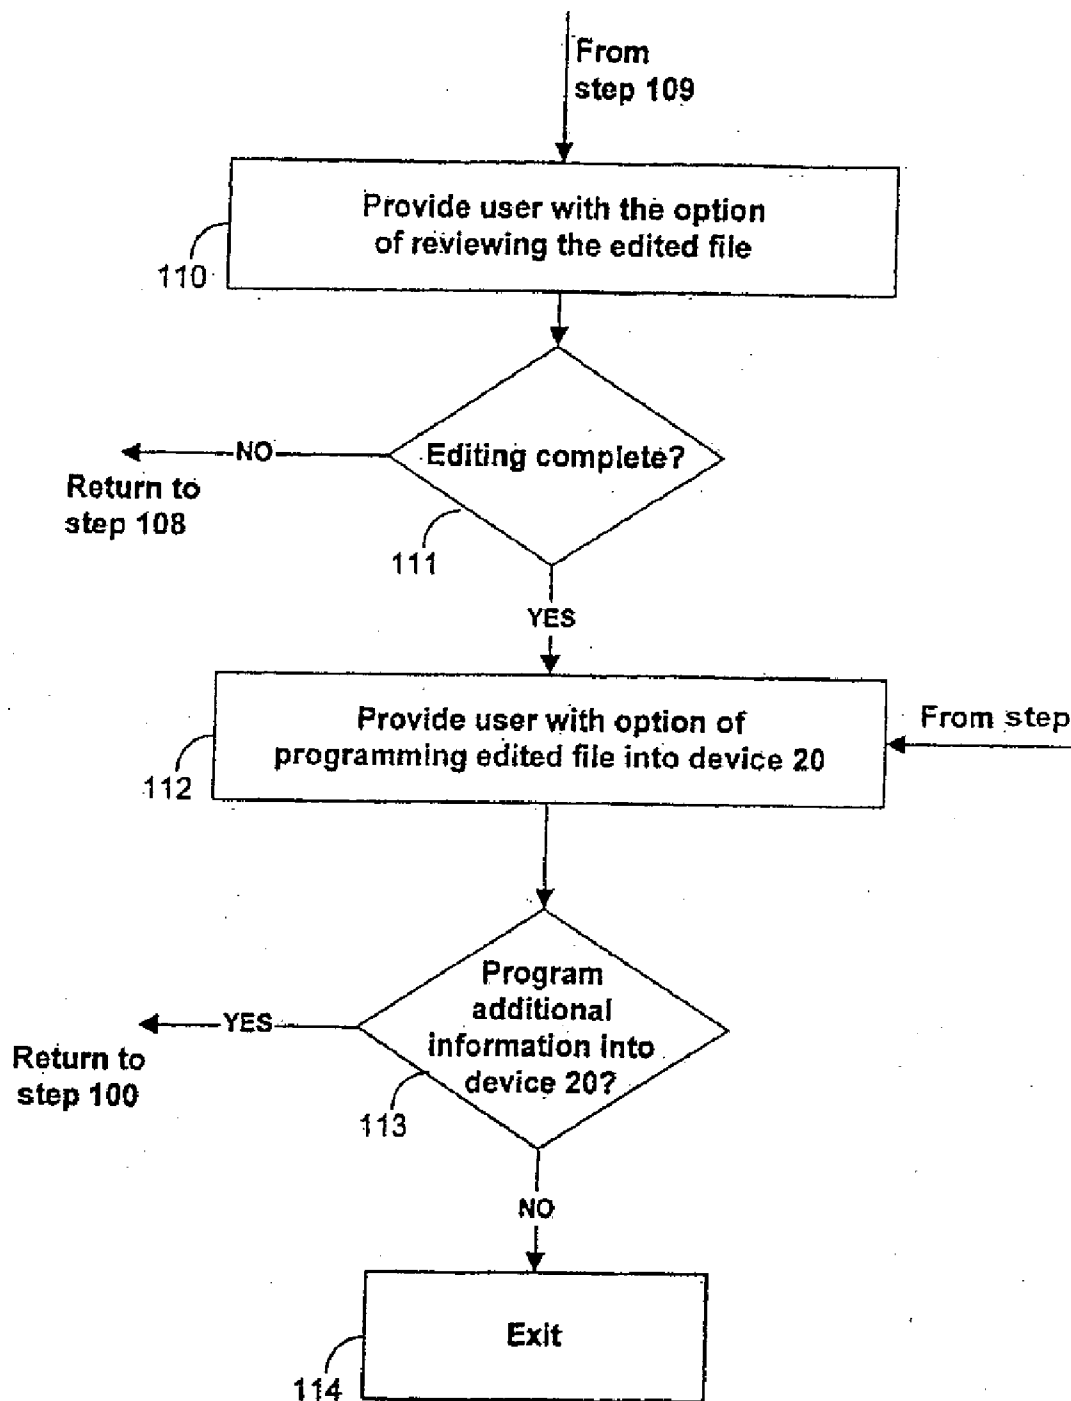 From
step 109
Provide user with the option
of reviewing the edited file
110
Editing complete?
NO
Return to
step 108
111
YES
Provide user with option of
programming edited file into device 20
From step
112
Program
additional
information into
device 20?
YES
Return to
step 100
113
NO
Exit
114